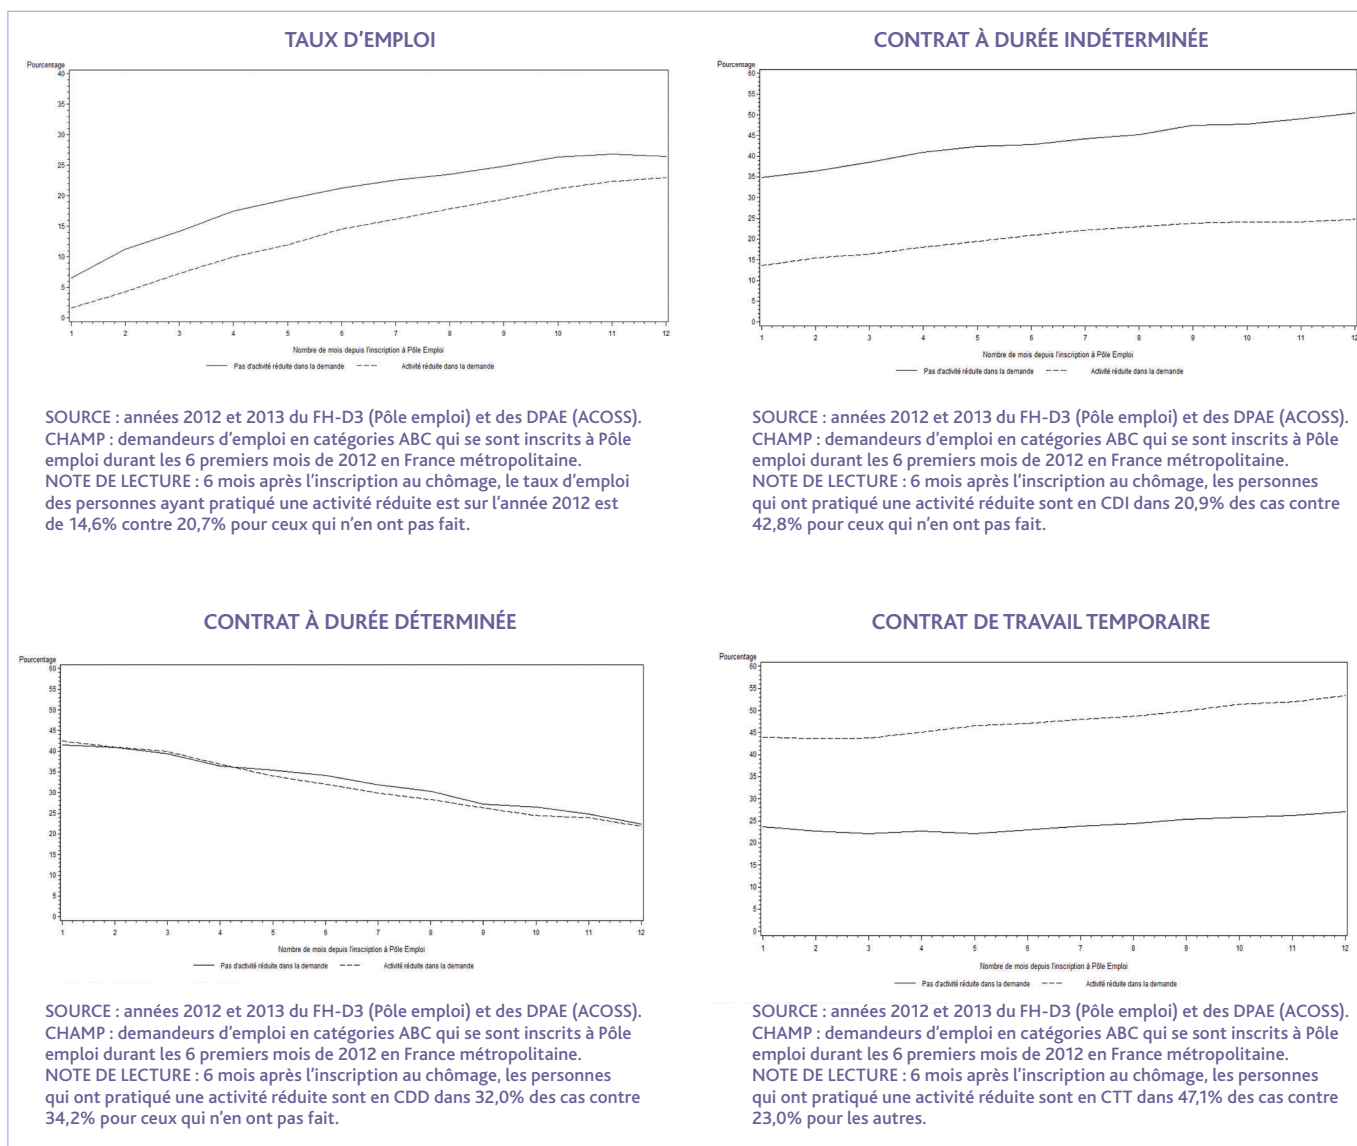 TAUX D'EMPLOI
Pourcentage
40
35
30
25
20
15
10
5
0
1 2 3 4 5 6 7 8 9 10 11 12
Nombre de mois depuis l'inscription à Pôle Emploi
Pas d'activité réduite dans la demande Activité réduite dans la demande
SOURCE : années 2012 et 2013 du FH-D3 (Pôle emploi) et des DPAE (ACOSS).
CHAMP : demandeurs d'emploi en catégories ABC qui se sont inscrits à Pôle
emploi durant les 6 premiers mois de 2012 en France métropolitaine.
NOTE DE LECTURE : 6 mois après l'inscription au chômage, le taux d'emploi
des personnes ayant pratiqué une activité réduite est sur l'année 2012 est
de 14,6% contre 20,7% pour ceux qui n'en ont pas fait.
CONTRAT À DURÉE INDÉTERMINÉE
Pourcentage
60
55
50
45
40
35
30
25
20
15
10
5
0
1 2 3 4 5 6 7 8 9 10 11 12
Nombre de mois depuis l'inscription à Pôle Emploi
Pas d'activité réduite dans la demande Activité réduite dans la demande
SOURCE : années 2012 et 2013 du FH-D3 (Pôle emploi) et des DPAE (ACOSS).
CHAMP : demandeurs d'emploi en catégories ABC qui se sont inscrits à Pôle
emploi durant les 6 premiers mois de 2012 en France métropolitaine.
NOTE DE LECTURE : 6 mois après l'inscription au chômage, les personnes
qui ont pratiqué une activité réduite sont en CDI dans 20,9% des cas contre
42,8% pour ceux qui n'en ont pas fait.
CONTRAT À DURÉE DÉTERMINÉE
Pourcentage
60
55
50
45
40
35
30
25
20
15
10
5
0
1 2 3 4 5 6 7 8 9 10 11 12
Nombre de mois depuis l'inscription à Pôle Emploi
Pas d'activité réduite dans la demande Activité réduite dans la demande
SOURCE : années 2012 et 2013 du FH-D3 (Pôle emploi) et des DPAE (ACOSS).
CHAMP : demandeurs d'emploi en catégories ABC qui se sont inscrits à Pôle
emploi durant les 6 premiers mois de 2012 en France métropolitaine.
NOTE DE LECTURE : 6 mois après l'inscription au chômage, les personnes
qui ont pratiqué une activité réduite sont en CDD dans 32,0% des cas contre
34,2% pour ceux qui n'en ont pas fait.
CONTRAT DE TRAVAIL TEMPORAIRE
Pourcentage
60
55
50
45
40
35
30
25
20
15
10
5
0
1 2 3 4 5 6 7 8 9 10 11 12
Nombre de mois depuis l'inscription à Pôle Emploi
Pas d'activité réduite dans la demande Activité réduite dans la demande
SOURCE : années 2012 et 2013 du FH-D3 (Pôle emploi) et des DPAE (ACOSS).
CHAMP : demandeurs d'emploi en catégories ABC qui se sont inscrits à Pôle
emploi durant les 6 premiers mois de 2012 en France métropolitaine.
NOTE DE LECTURE : 6 mois après l'inscription au chômage, les personnes
qui ont pratiqué une activité réduite sont en CTT dans 47,1% des cas contre
23,0% pour les autres.